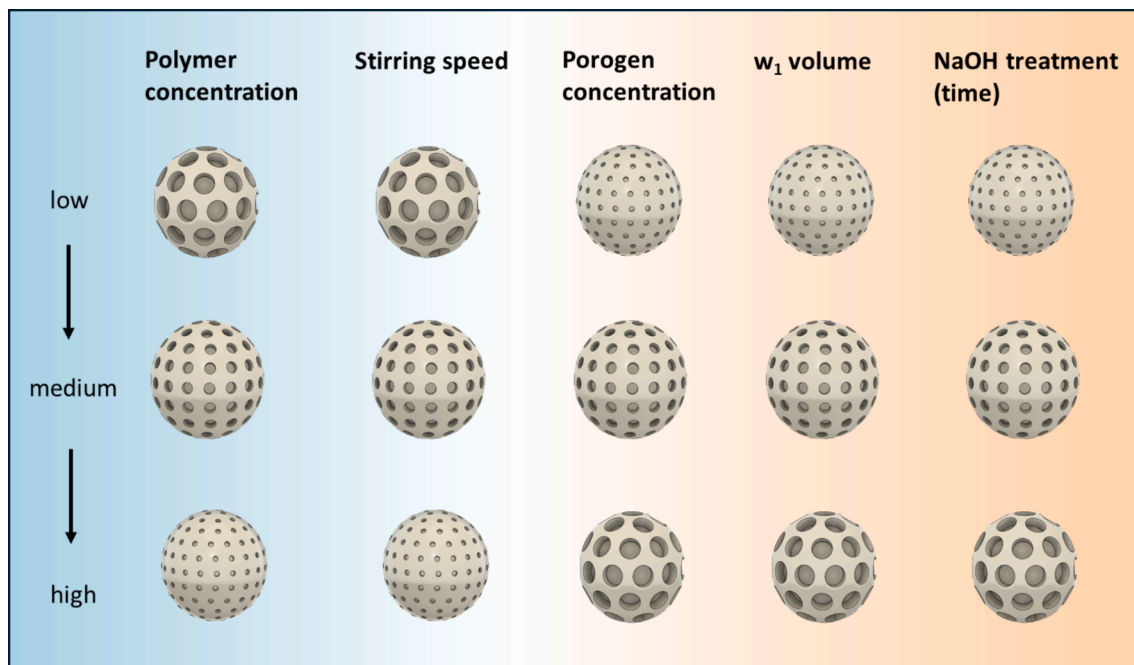 Polymer
concentration
Stirring speed
Porogen
concentration
w₁ volume
NaOH treatment
(time)
low
medium
high